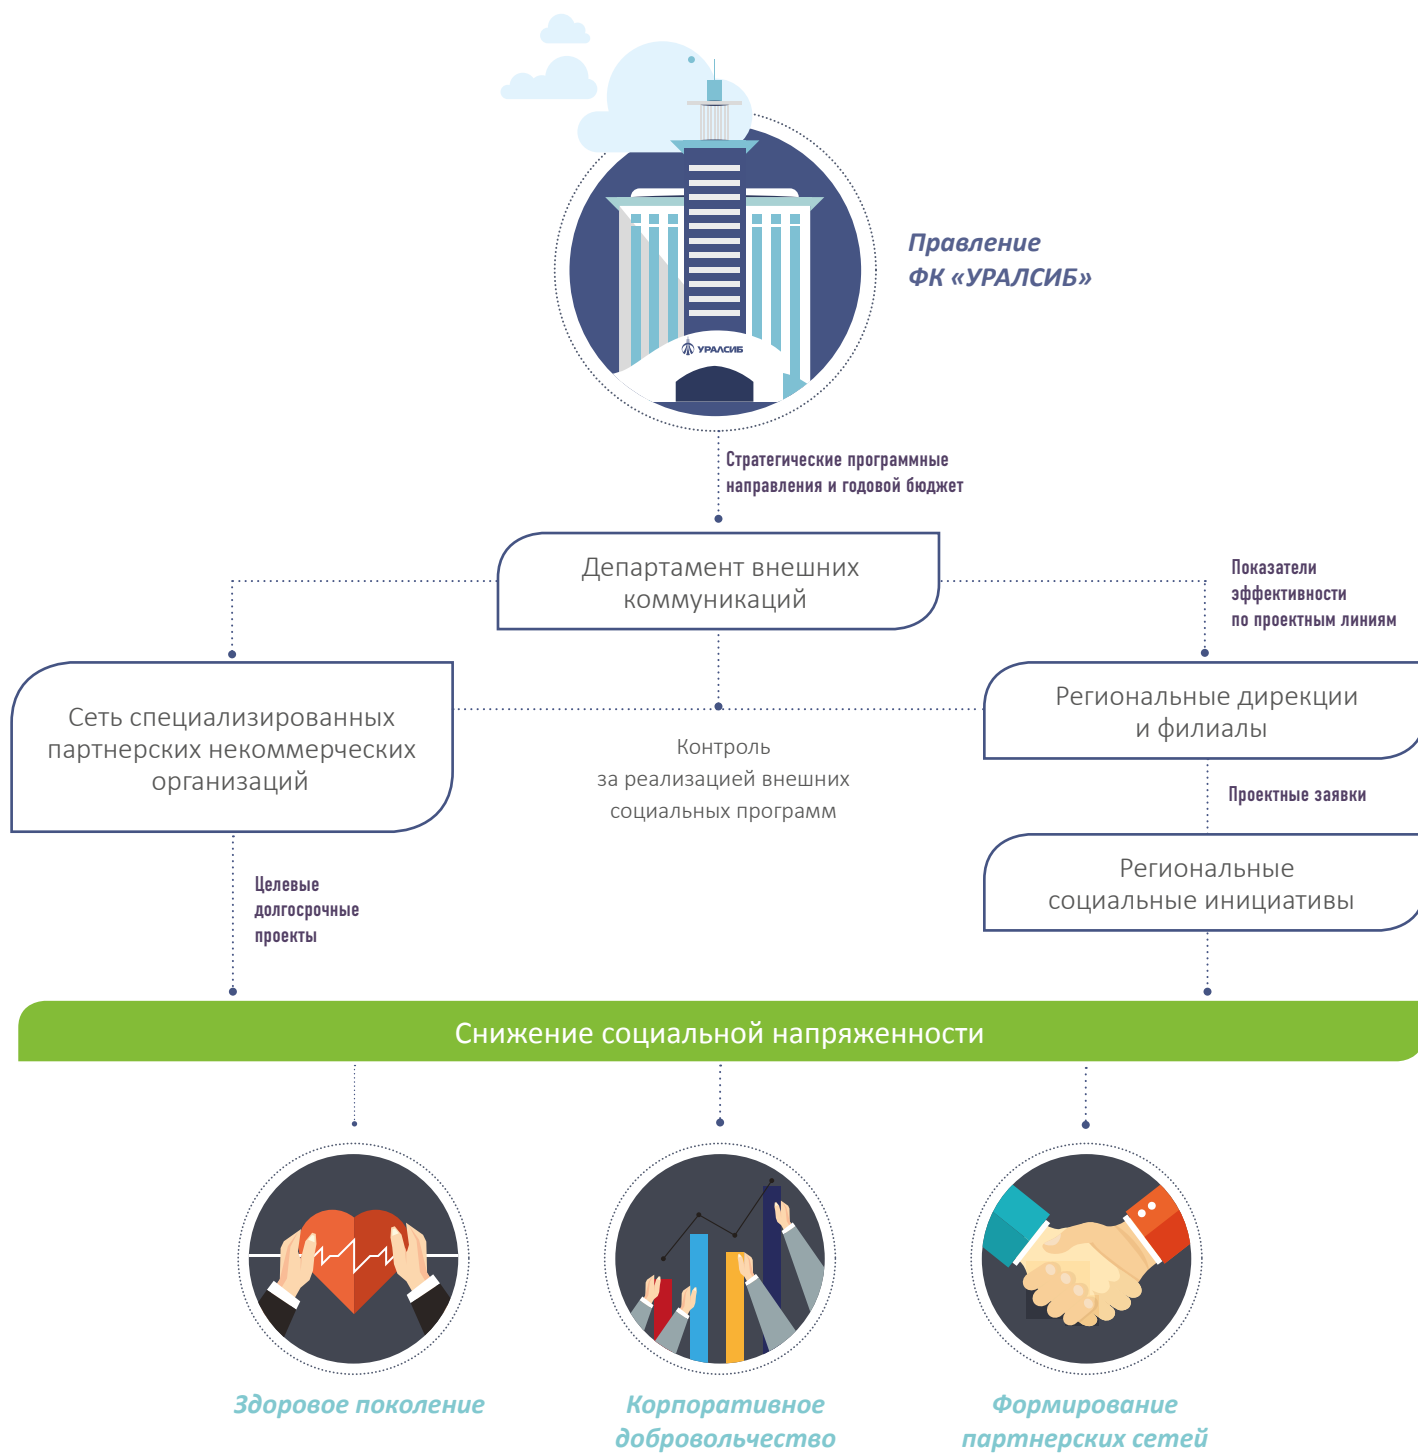 Правление
ФК «УРАЛСИБ»
УРАЛСИБ
Стратегические программные
направления и годовой бюджет
Департамент внешних
коммуникаций
Показатели
эффективности
по проектным линиям
Сеть специализированных
партнерских некоммерческих
организаций
Контроль
за реализацией внешних
социальных программ
Региональные дирекции
и филиалы
Проектные заявки
Региональные
социальные инициативы
Целевые
долгосрочные
проекты
Снижение социальной напряженности
Здоровое поколение
Корпоративное
добровольчество
Формирование
партнерских сетей